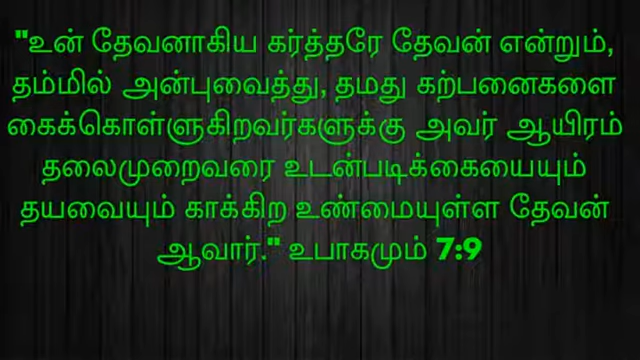 "உன் தேவனாகிய கர்த்தரே தேவன் என்றும்,
தம்மில் அன்புவைத்து, தமது கற்பனைகளை
கைக்கொள்ளுகிறவர்களுக்கு அவர் ஆயிரம்
தலைமுறைவரை உடன்படிக்கையையும்
தயவையும் காக்கிற உண்மையுள்ள தேவன்
ஆவார்." உபாகமும் 7:9